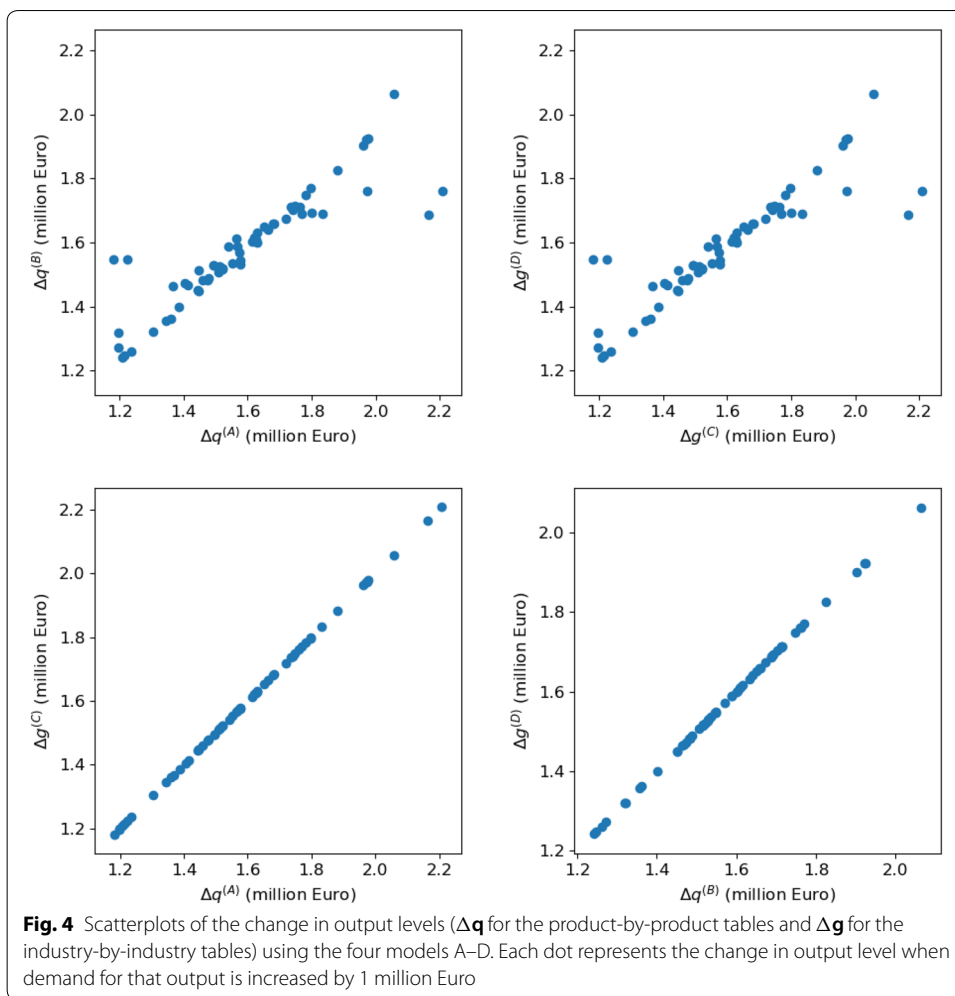 2.2
2.0
1.8
1.6
1.4
1.2
Δq^(B) (million Euro)
1.2 1.4 1.6 1.8 2.0 2.2
Δq^(A) (million Euro)
2.2
2.0
1.8
1.6
1.4
1.2
Δg^(D) (million Euro)
1.2 1.4 1.6 1.8 2.0 2.2
Δg^(C) (million Euro)
2.2
2.0
1.8
1.6
1.4
1.2
Δg^(C) (million Euro)
1.2 1.4 1.6 1.8 2.0 2.2
Δq^(A) (million Euro)
2.0
1.8
1.6
1.4
1.2
Δg^(D) (million Euro)
1.2 1.4 1.6 1.8 2.0
Δq^(B) (million Euro)
Fig. 4 Scatterplots of the change in output levels (Δq for the product-by-product tables and Δg for the
industry-by-industry tables) using the four models A–D. Each dot represents the change in output level when
demand for that output is increased by 1 million Euro